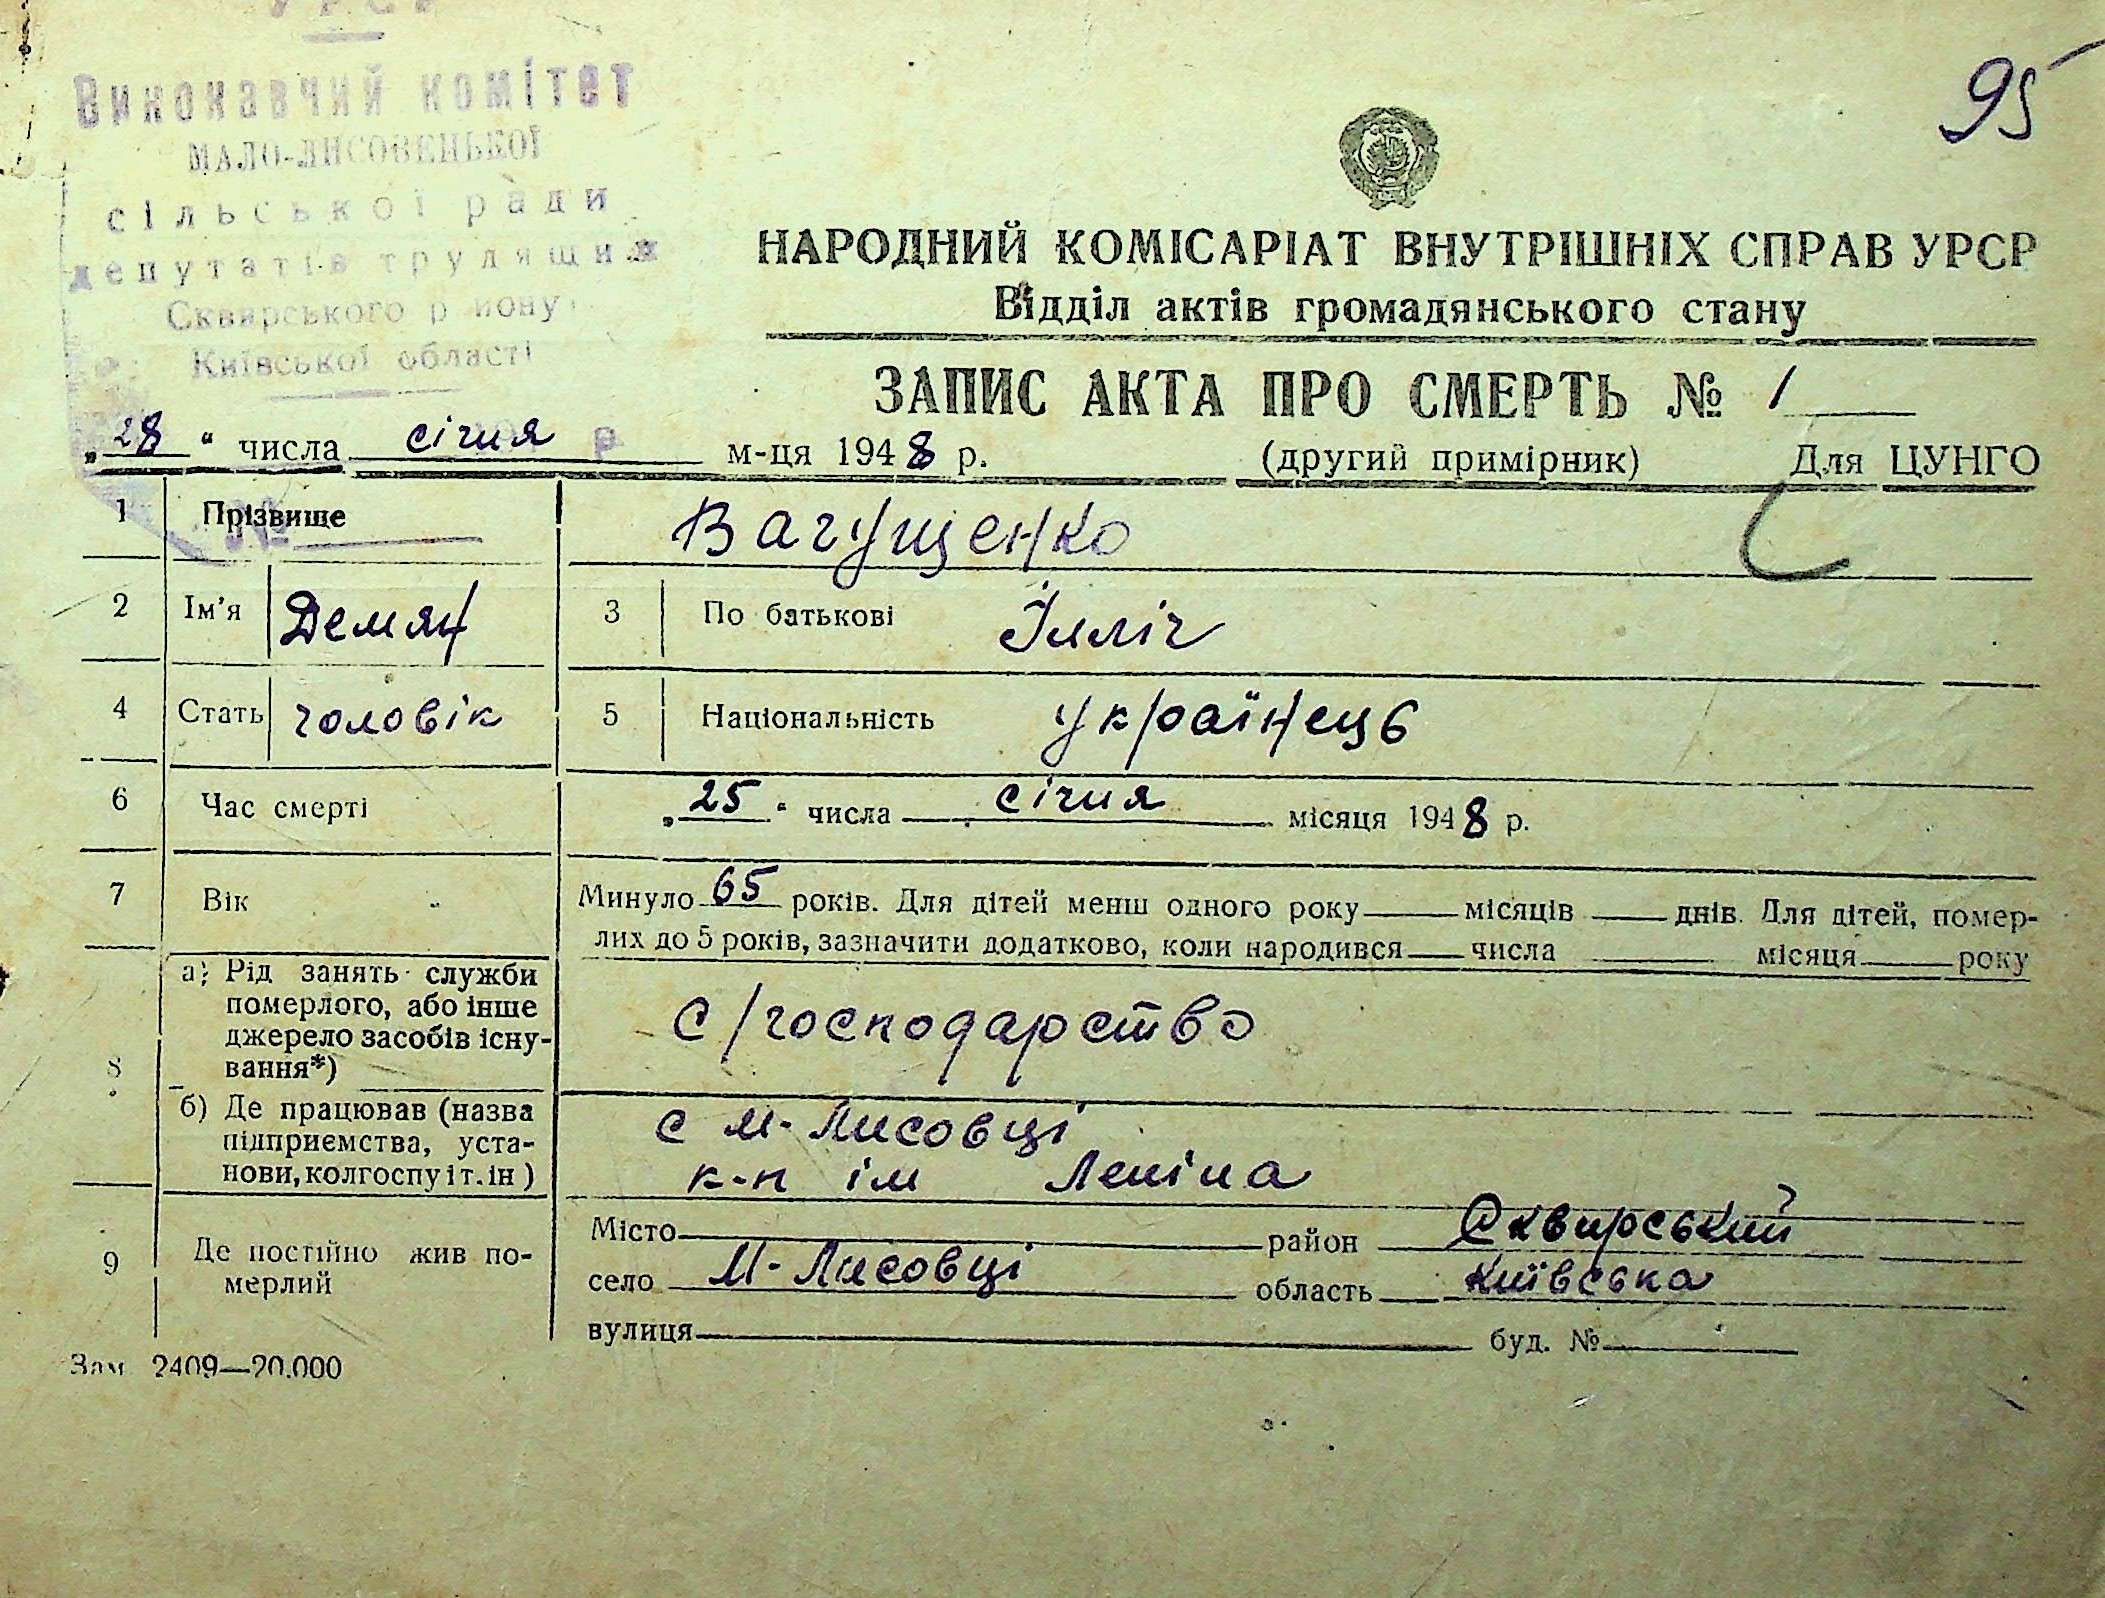 УРСР
Виконавчий комітет
МАЛО-ЛИСОВЕЦЬКОЇ
сільської ради
депутатів трудящих
Сквирського р йону
Київської області
95
НАРОДНИЙ КОМІСАРІАТ ВНУТРІШНІХ СПРАВ УРСР
Відділ актів громадянського стану
ЗАПИС АКТА ПРО СМЕРТЬ № 1
„28“ числа січня м-ця 1948 р. (другий примірник) Для ЦУНГО
1 Прізвище Вагущенко
№
2 Ім'я Демян 3 По батькові Ілліч
4 Стать чоловік 5 Національність Українець
6 Час смерті „25“ числа січня місяця 1948 р.
7 Вік Минуло 65 років. Для дітей менш одного року місяців днів. Для дітей, помер-
лих до 5 років, зазначити додатково, коли народився числа місяця року
8 а) Рід занять служби
померлого, або інше
джерело засобів існу-
вання*)
с/господарство
б) Де працював (назва
підприємства, уста-
нови, колгоспу і т. ін )
с м-Лисовці
к-п ім Леніна
9 Де постійно жив по-
мерлий
Місто район Сквирський
село М-Лисовці область Київська
вулиця буд. №
Зам 2409—20.000